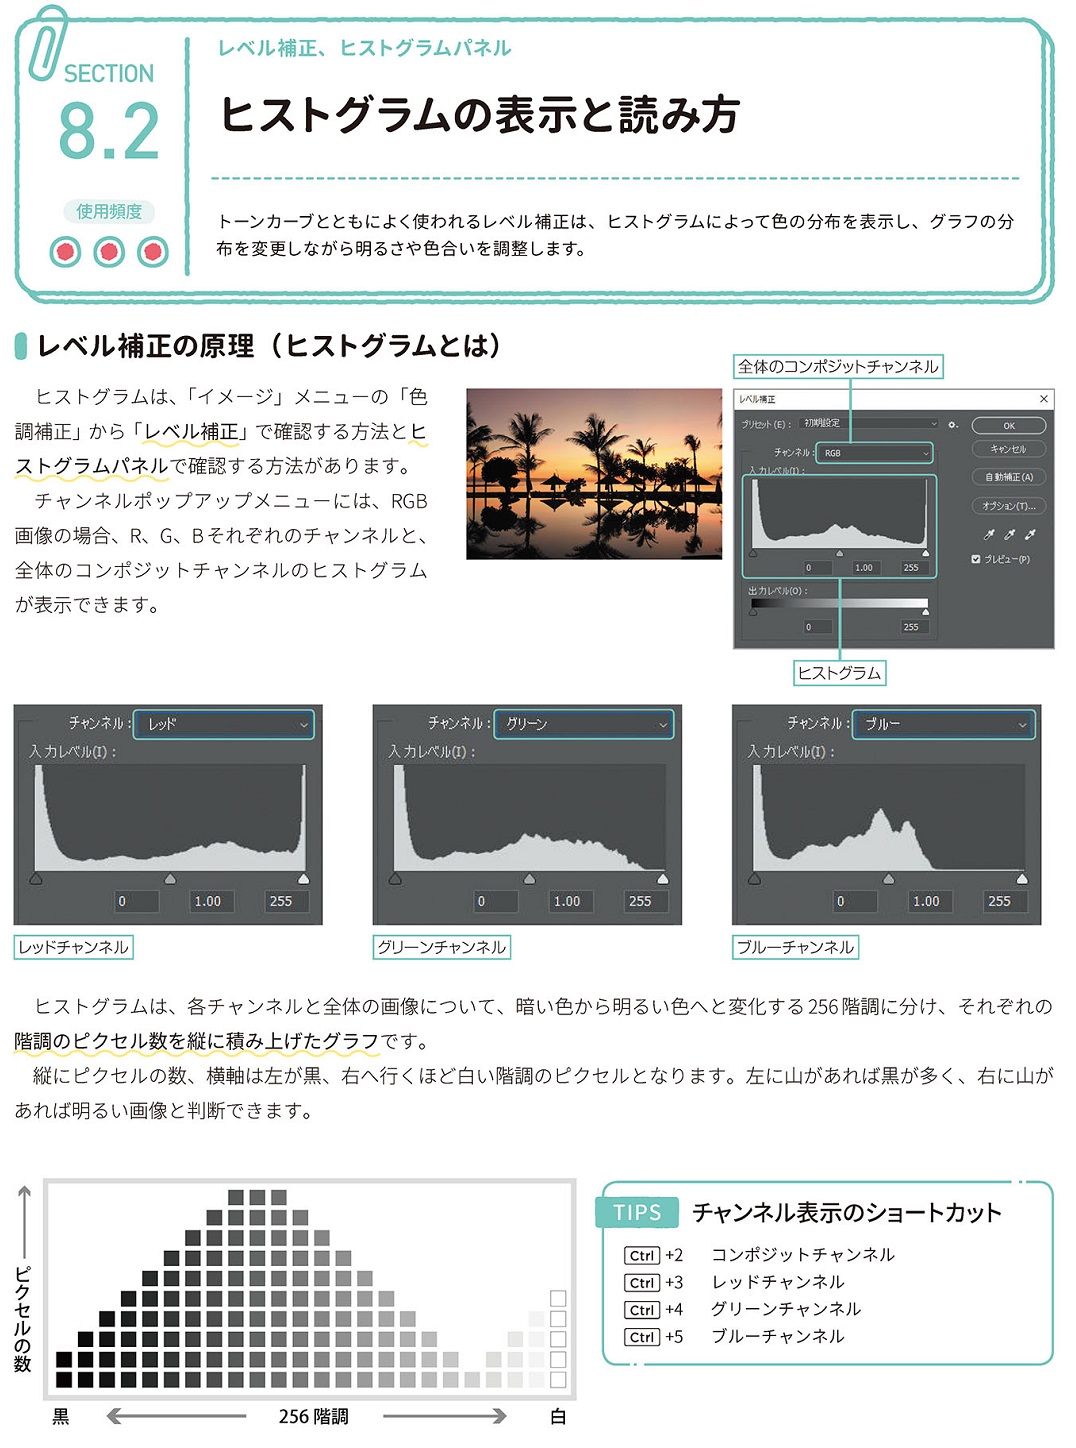 SECTION
8.2
使用頻度
レベル補正、ヒストグラムパネル
ヒストグラムの表示と読み方
トーンカーブとともによく使われるレベル補正は、ヒストグラムによって色の分布を表示し、グラフの分
布を変更しながら明るさや色合いを調整します。
レベル補正の原理（ヒストグラムとは）
ヒストグラムは、「イメージ」メニューの「色
調補正」から「レベル補正」で確認する方法とヒ
ストグラムパネルで確認する方法があります。
チャンネルポップアップメニューには、RGB
画像の場合、R、G、Bそれぞれのチャンネルと、
全体のコンポジットチャンネルのヒストグラム
が表示できます。
全体のコンポジットチャンネル
レベル補正
プリセット(E)： 初期設定
OK
チャンネル： RGB
キャンセル
入力レベル(I)：
自動補正(A)
オプション(T)...
プレビュー(P)
0 1.00 255
出力レベル(O)：
0 255
ヒストグラム
チャンネル： レッド
入力レベル(I)：
0 1.00 255
レッドチャンネル
チャンネル： グリーン
入力レベル(I)：
0 1.00 255
グリーンチャンネル
チャンネル： ブルー
入力レベル(I)：
0 1.00 255
ブルーチャンネル
ヒストグラムは、各チャンネルと全体の画像について、暗い色から明るい色へと変化する256階調に分け、それぞれの
階調のピクセル数を縦に積み上げたグラフです。
縦にピクセルの数、横軸は左が黒、右へ行くほど白い階調のピクセルとなります。左に山があれば黒が多く、右に山が
あれば明るい画像と判断できます。
ピクセルの数
黒 256階調 白
TIPS チャンネル表示のショートカット
Ctrl +2 コンポジットチャンネル
Ctrl +3 レッドチャンネル
Ctrl +4 グリーンチャンネル
Ctrl +5 ブルーチャンネル